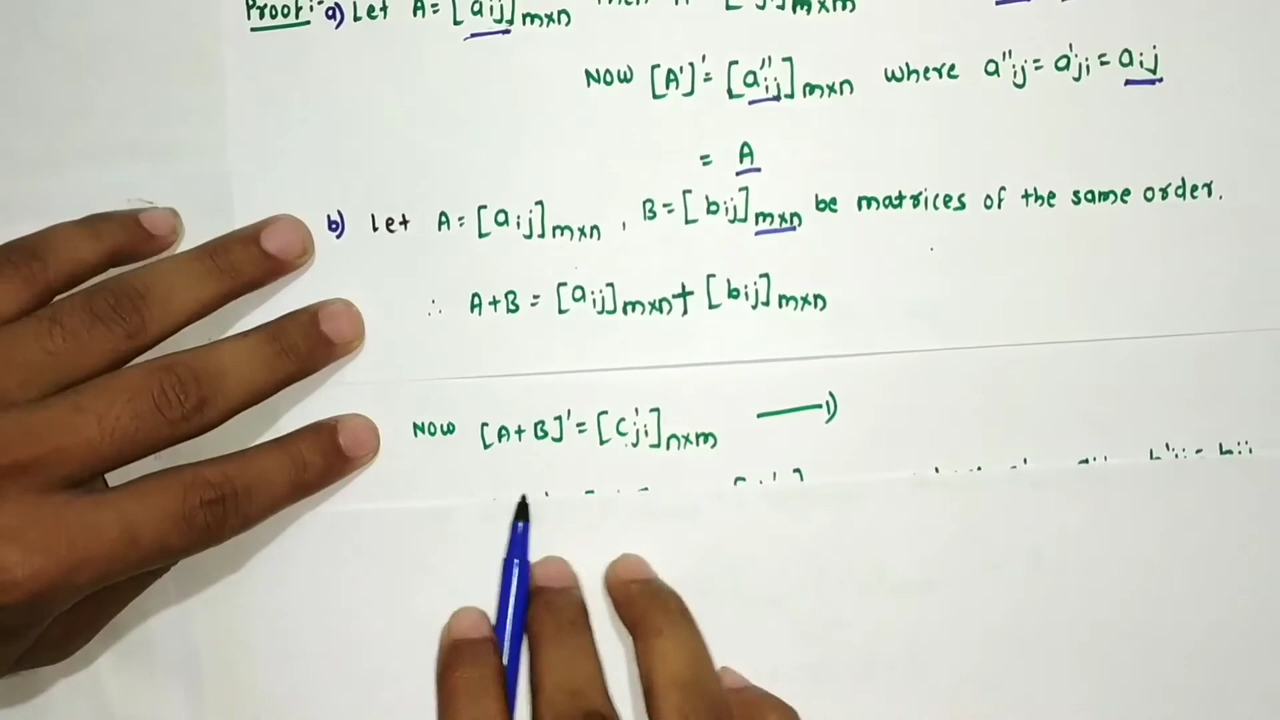 Proof:- a) Let A = [aij]m×n
Now [A']' = [a''ij]m×n where a''ij = a'ji = aij
= A
b) Let A = [aij]m×n , B = [bij]m×n be matrices of the same order.
∴ A+B = [aij]m×n + [bij]m×n
Now [A+B]' = [c'ji]n×m ⟶ 1)